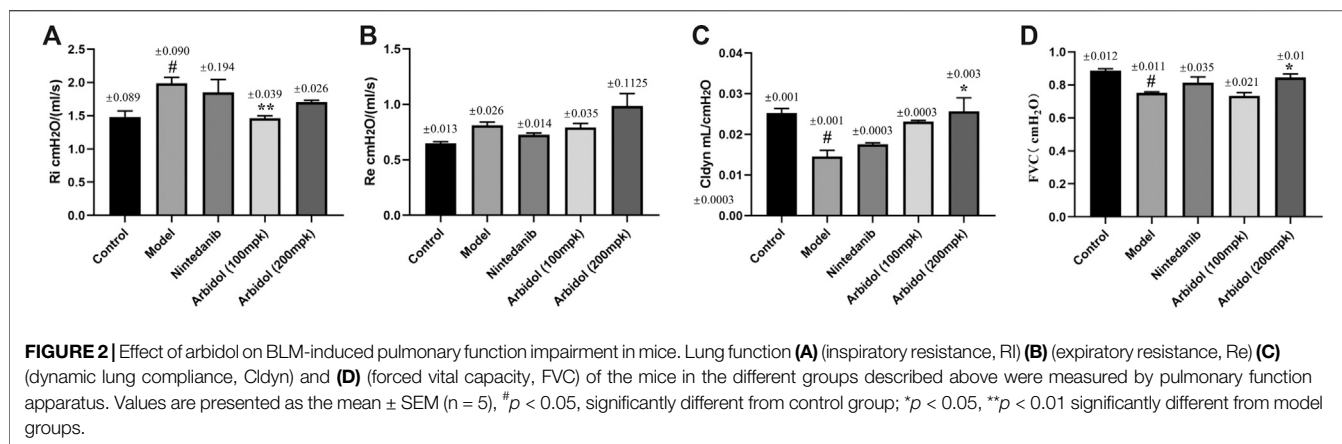 A
±0.089
±0.090
#
±0.194
±0.039
**
±0.026
Ri cmH2O/(ml/s)
2.5
2.0
1.5
1.0
0.5
0.0
Control
Model
Nintedanib
Arbidol (100mpk)
Arbidol (200mpk)
B
±0.013
±0.026
±0.014
±0.035
±0.1125
Re cmH2O/(ml/s)
1.5
1.0
0.5
0.0
Control
Model
Nintedanib
Arbidol (100mpk)
Arbidol (200mpk)
C
±0.001
±0.001
#
±0.0003
±0.0003
±0.003
*
Cldyn mL/cmH2O
0.04
0.03
0.02
0.01
0.00
±0.0003
Control
Model
Nintedanib
Arbidol (100mpk)
Arbidol (200mpk)
D
±0.012
±0.011
#
±0.035
±0.021
±0.01
*
FVC( cmH₂O)
1.0
0.8
0.6
0.4
0.2
0.0
Control
Model
Nintedanib
Arbidol (100mpk)
Arbidol (200mpk)
FIGURE 2 | Effect of arbidol on BLM-induced pulmonary function impairment in mice. Lung function (A) (inspiratory resistance, RI) (B) (expiratory resistance, Re) (C)
(dynamic lung compliance, Cldyn) and (D) (forced vital capacity, FVC) of the mice in the different groups described above were measured by pulmonary function
apparatus. Values are presented as the mean ± SEM (n = 5), #p < 0.05, significantly different from control group; *p < 0.05, **p < 0.01 significantly different from model
groups.